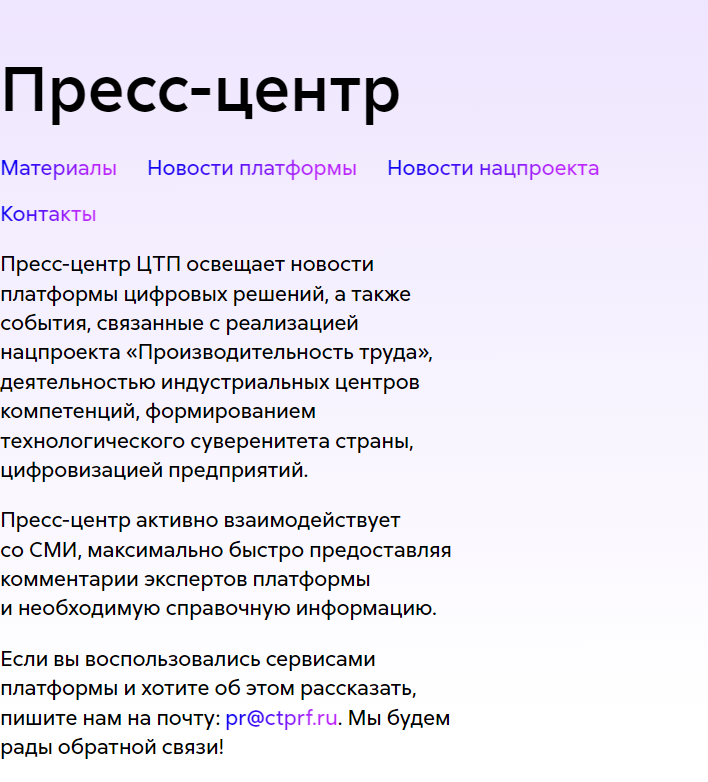 Пресс-центр
Материалы Новости платформы Новости нацпроекта
Контакты
Пресс-центр ЦТП освещает новости
платформы цифровых решений, а также
события, связанные с реализацией
нацпроекта «Производительность труда»,
деятельностью индустриальных центров
компетенций, формированием
технологического суверенитета страны,
цифровизацией предприятий.
Пресс-центр активно взаимодействует
со СМИ, максимально быстро предоставляя
комментарии экспертов платформы
и необходимую справочную информацию.
Если вы воспользовались сервисами
платформы и хотите об этом рассказать,
пишите нам на почту: pr@ctprf.ru. Мы будем
рады обратной связи!